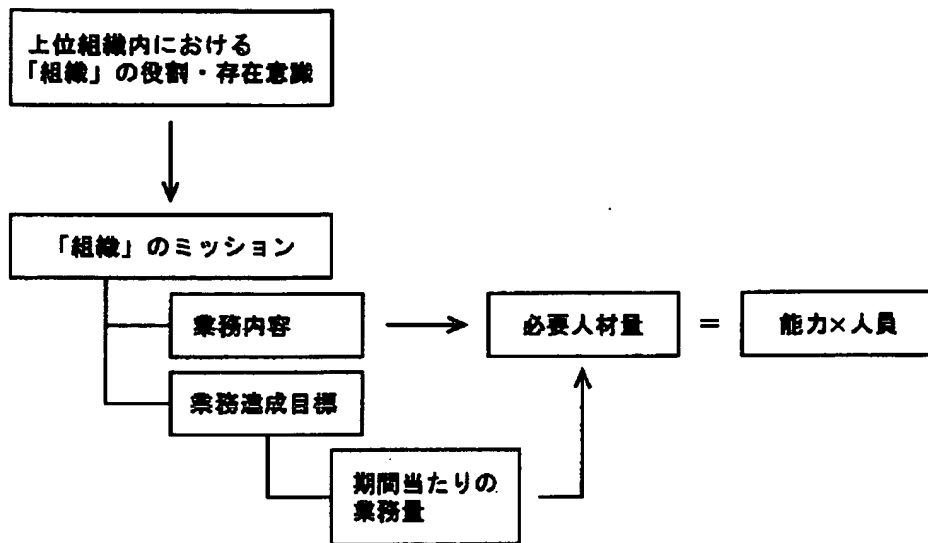 上位組織内における
「組織」の役割・存在意識
「組織」のミッション
業務内容
必要人材量
=
能力×人員
業務達成目標
期間当たりの
業務量